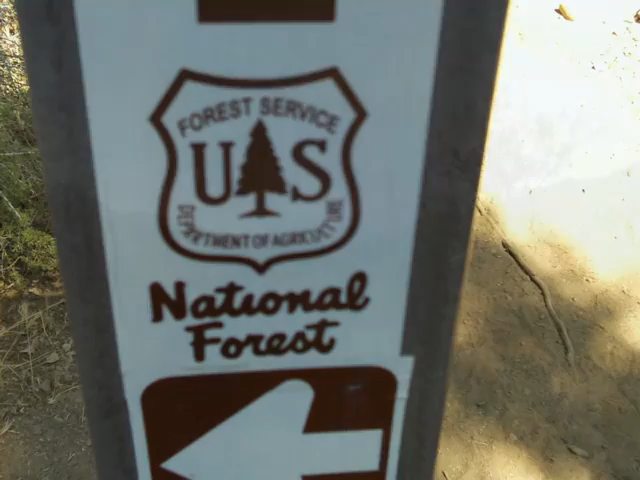 FOREST SERVICE
U S
DEPARTMENT OF AGRICULTURE
National
Forest